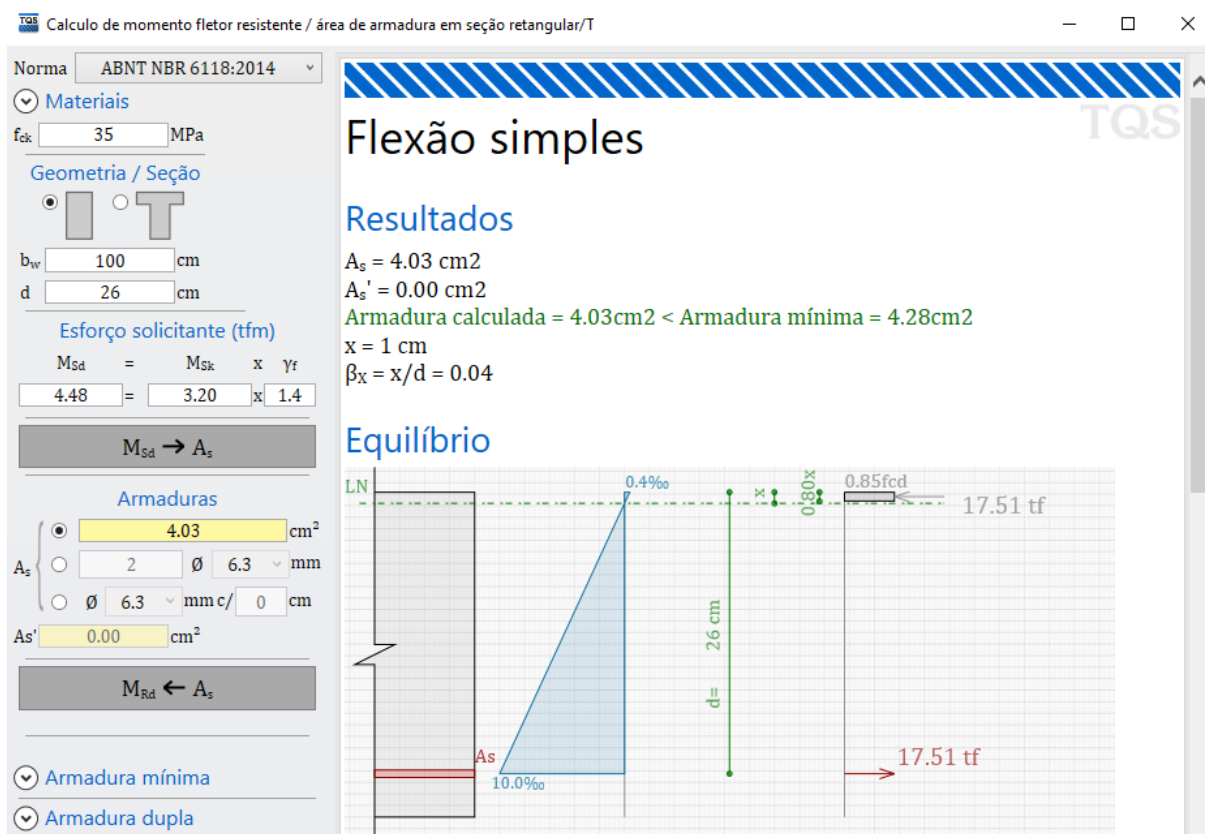 TQS Calculo de momento fletor resistente / área de armadura em seção retangular/T
Norma ABNT NBR 6118:2014
Materiais
fck 35 MPa
Geometria / Seção
bw 100 cm
d 26 cm
Esforço solicitante (tfm)
MSd = MSk x γf
4.48 = 3.20 x 1.4
MSd → As
Armaduras
4.03 cm²
As 2 Ø 6.3 mm
Ø 6.3 mm c/ 0 cm
As' 0.00 cm²
MRd ← As
Armadura mínima
Armadura dupla
TQS
Flexão simples
Resultados
As = 4.03 cm2
As' = 0.00 cm2
Armadura calculada = 4.03cm2 < Armadura mínima = 4.28cm2
x = 1 cm
βX = x/d = 0.04
Equilíbrio
LN
0.4‰
x
0.80x
0.85fcd
17.51 tf
d= 26 cm
As
10.0‰
17.51 tf